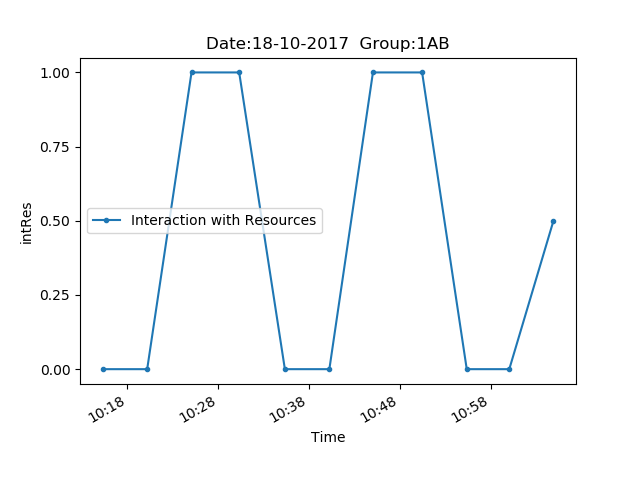 Date:18-10-2017  Group:1AB
1.00
0.75
0.50
0.25
0.00
intRes
Interaction with Resources
10:18
10:28
10:38
10:48
10:58
Time